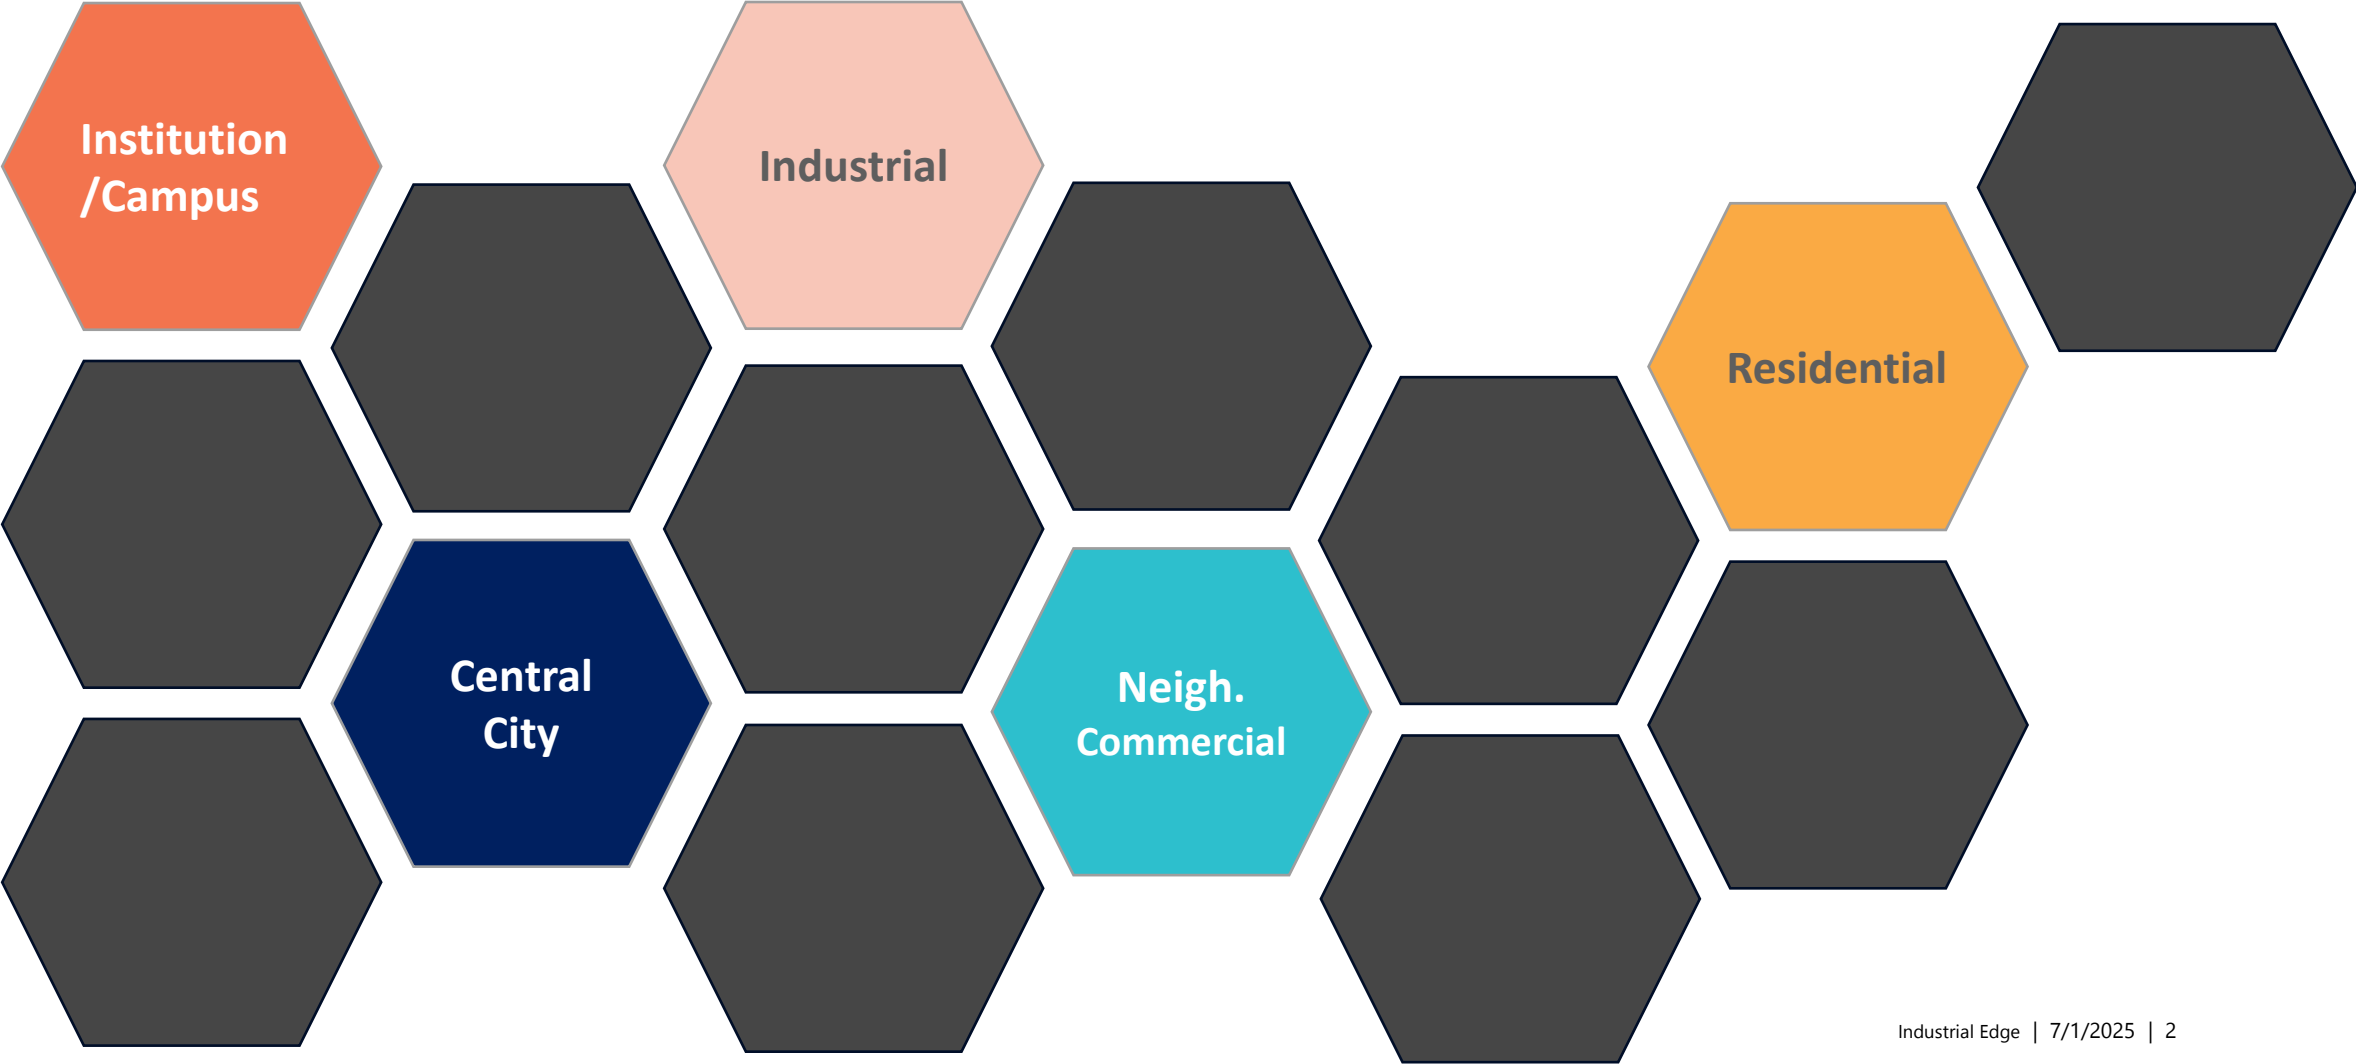 Institution
/Campus
Industrial
Residential
Central
City
Neigh.
Commercial
Industrial Edge | 7/1/2025 | 2